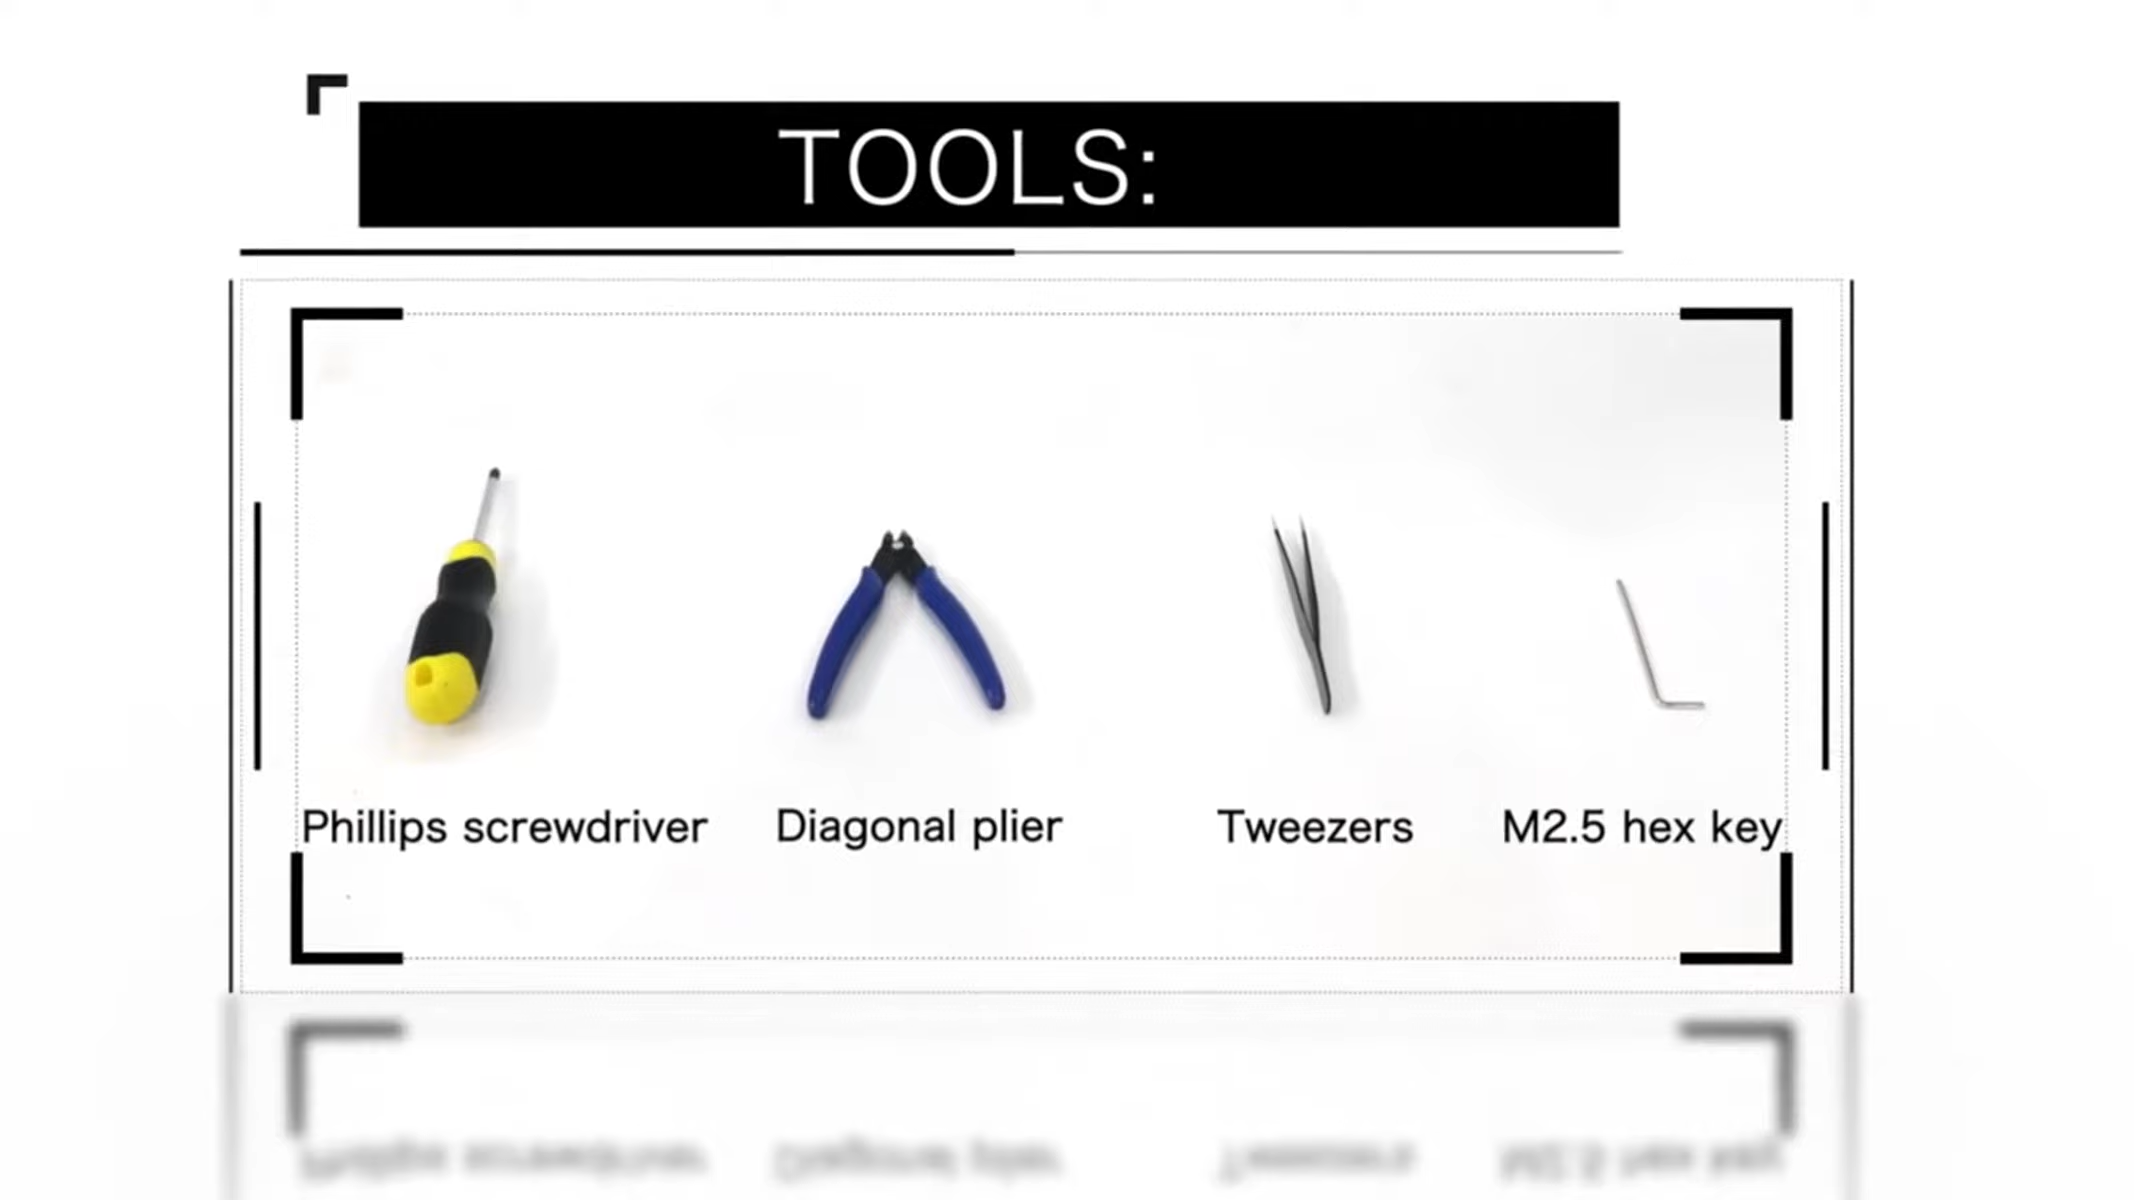 TOOLS:
Phillips screwdriver
Diagonal plier
Tweezers
M2.5 hex key